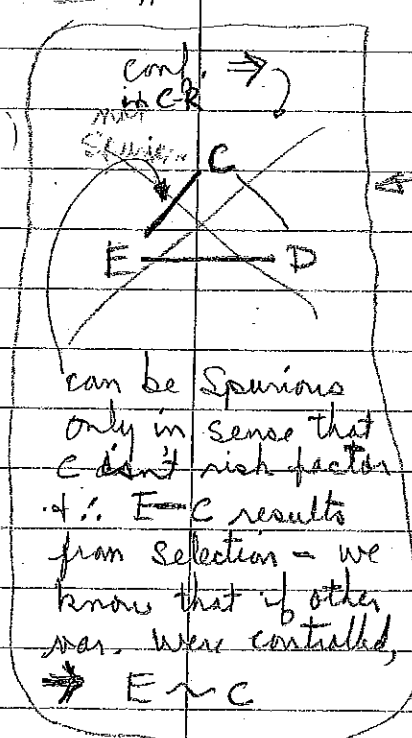 conf. ⇒
in C-R
C
E D
can be Spurious
only in sense that
C isn't risk factor
+ ∴ E—C results
from selection – we
know that if other
var. were controlled,
⇒ E ~ C